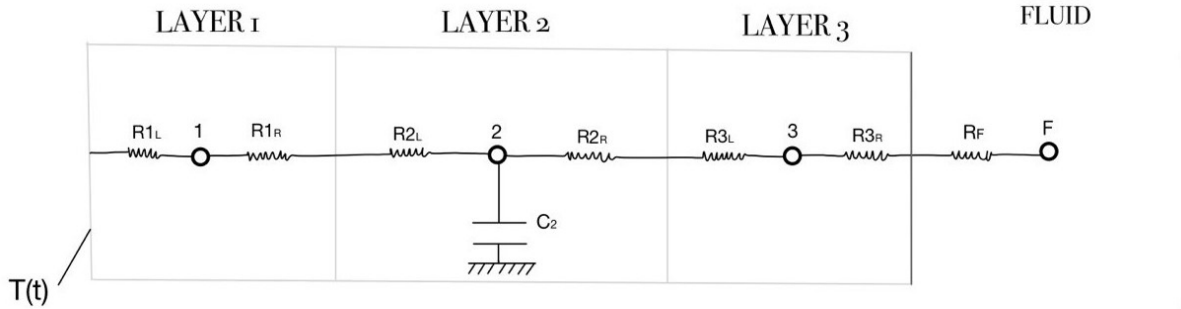 LAYER 1
LAYER 2
LAYER 3
FLUID
R1L
1
R1R
R2L
2
R2R
R3L
3
R3R
RF
F
C2
T(t)